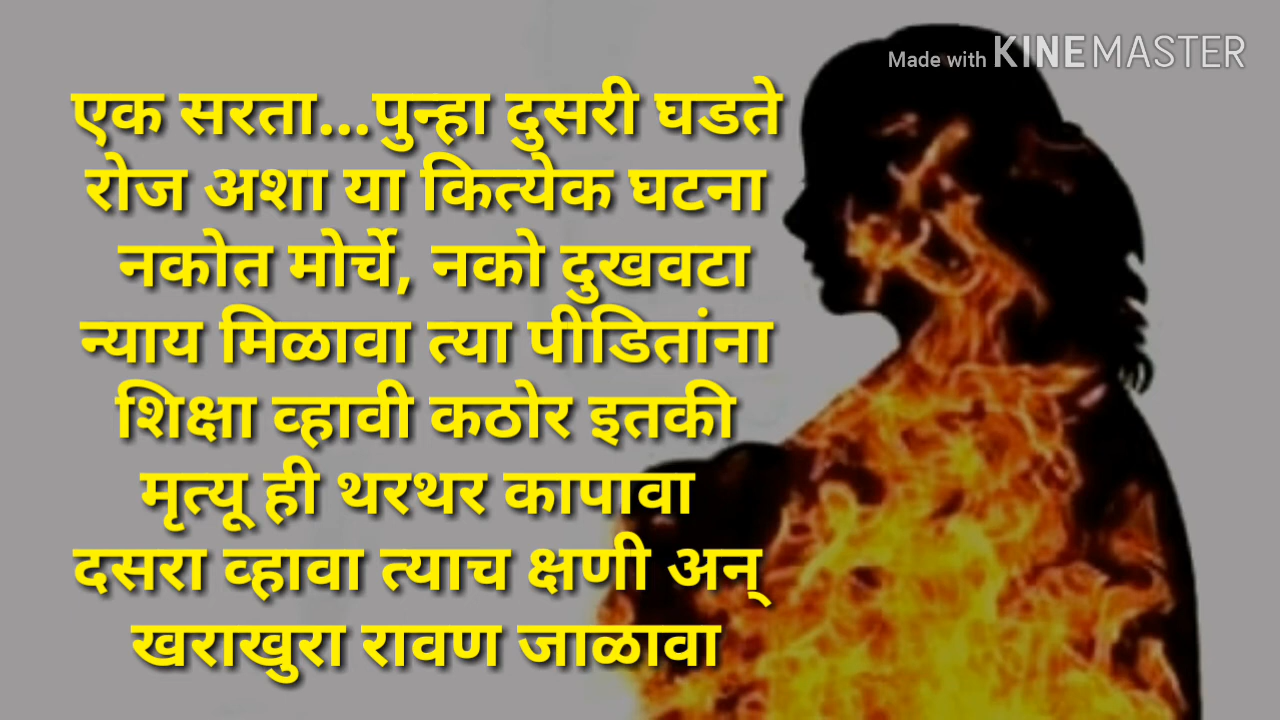 Made with KINEMASTER
एक सरता...पुन्हा दुसरी घडते
रोज अशा या कित्येक घटना
नकोत मोर्चे, नको दुखवटा
न्याय मिळावा त्या पीडितांना
शिक्षा व्हावी कठोर इतकी
मृत्यू ही थरथर कापावा
दसरा व्हावा त्याच क्षणी अन्
खराखुरा रावण जाळावा